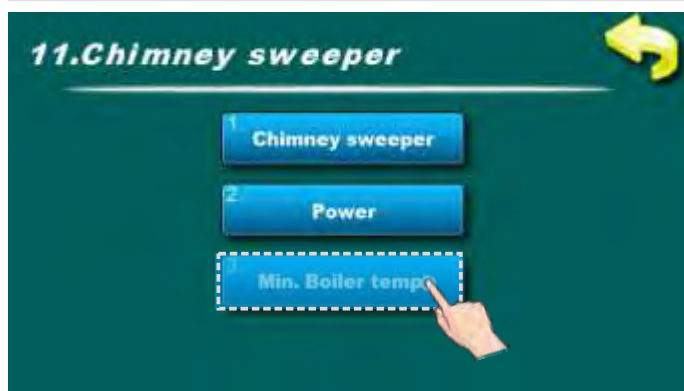 11.Chimney sweeper
1
Chimney sweeper
2
Power
3
Min. Boiler temp